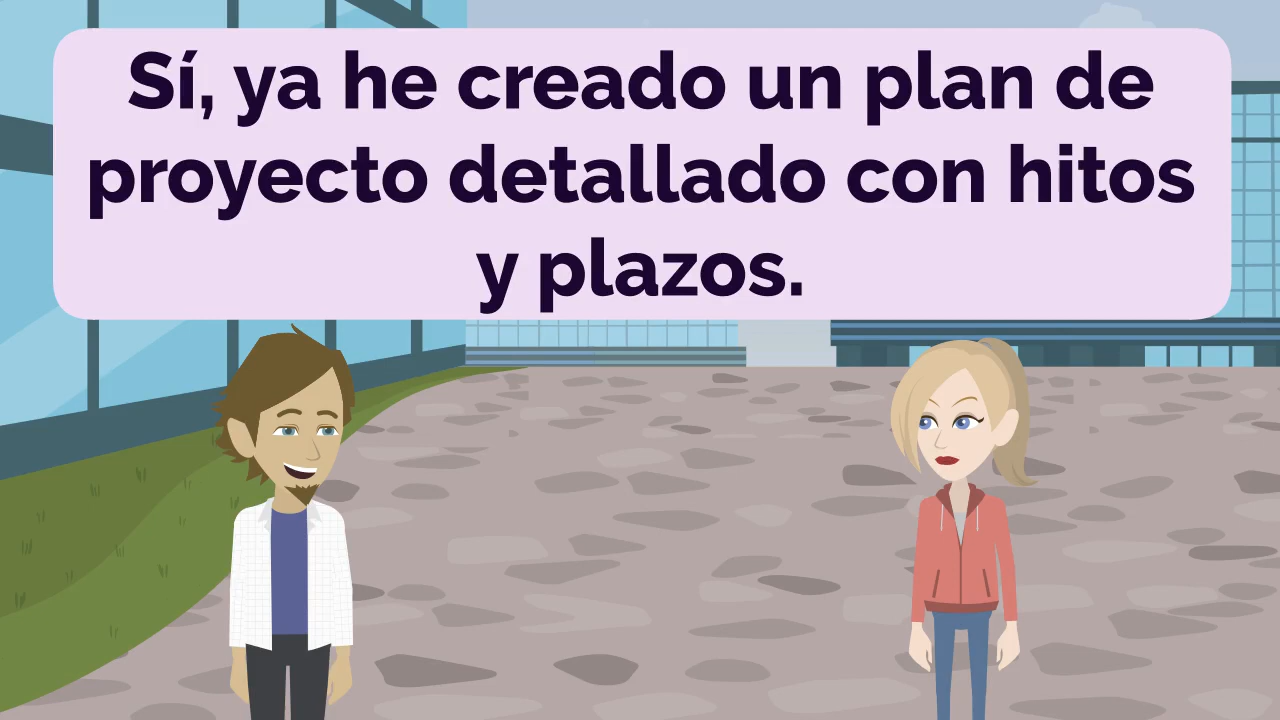 Sí, ya he creado un plan de
proyecto detallado con hitos
y plazos.